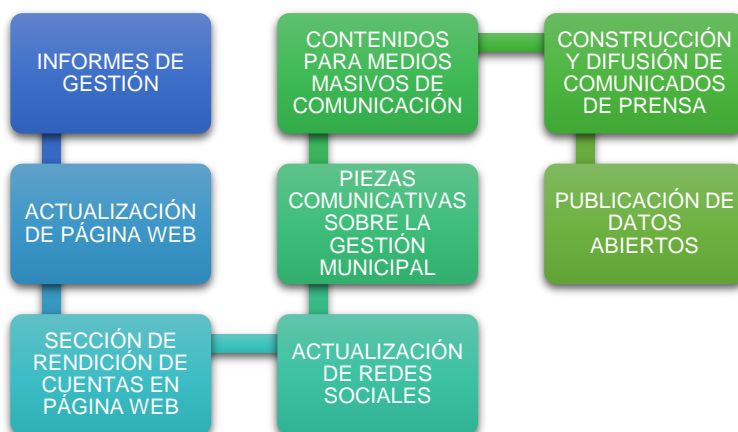 INFORMES DE
GESTIÓN
ACTUALIZACIÓN
DE PÁGINA WEB
SECCIÓN DE
RENDICIÓN DE
CUENTAS EN
PÁGINA WEB
ACTUALIZACIÓN
DE REDES
SOCIALES
PIEZAS
COMUNICATIVAS
SOBRE LA
GESTIÓN
MUNICIPAL
CONTENIDOS
PARA MEDIOS
MASIVOS DE
COMUNICACIÓN
CONSTRUCCIÓN
Y DIFUSIÓN DE
COMUNICADOS
DE PRENSA
PUBLICACIÓN DE
DATOS
ABIERTOS